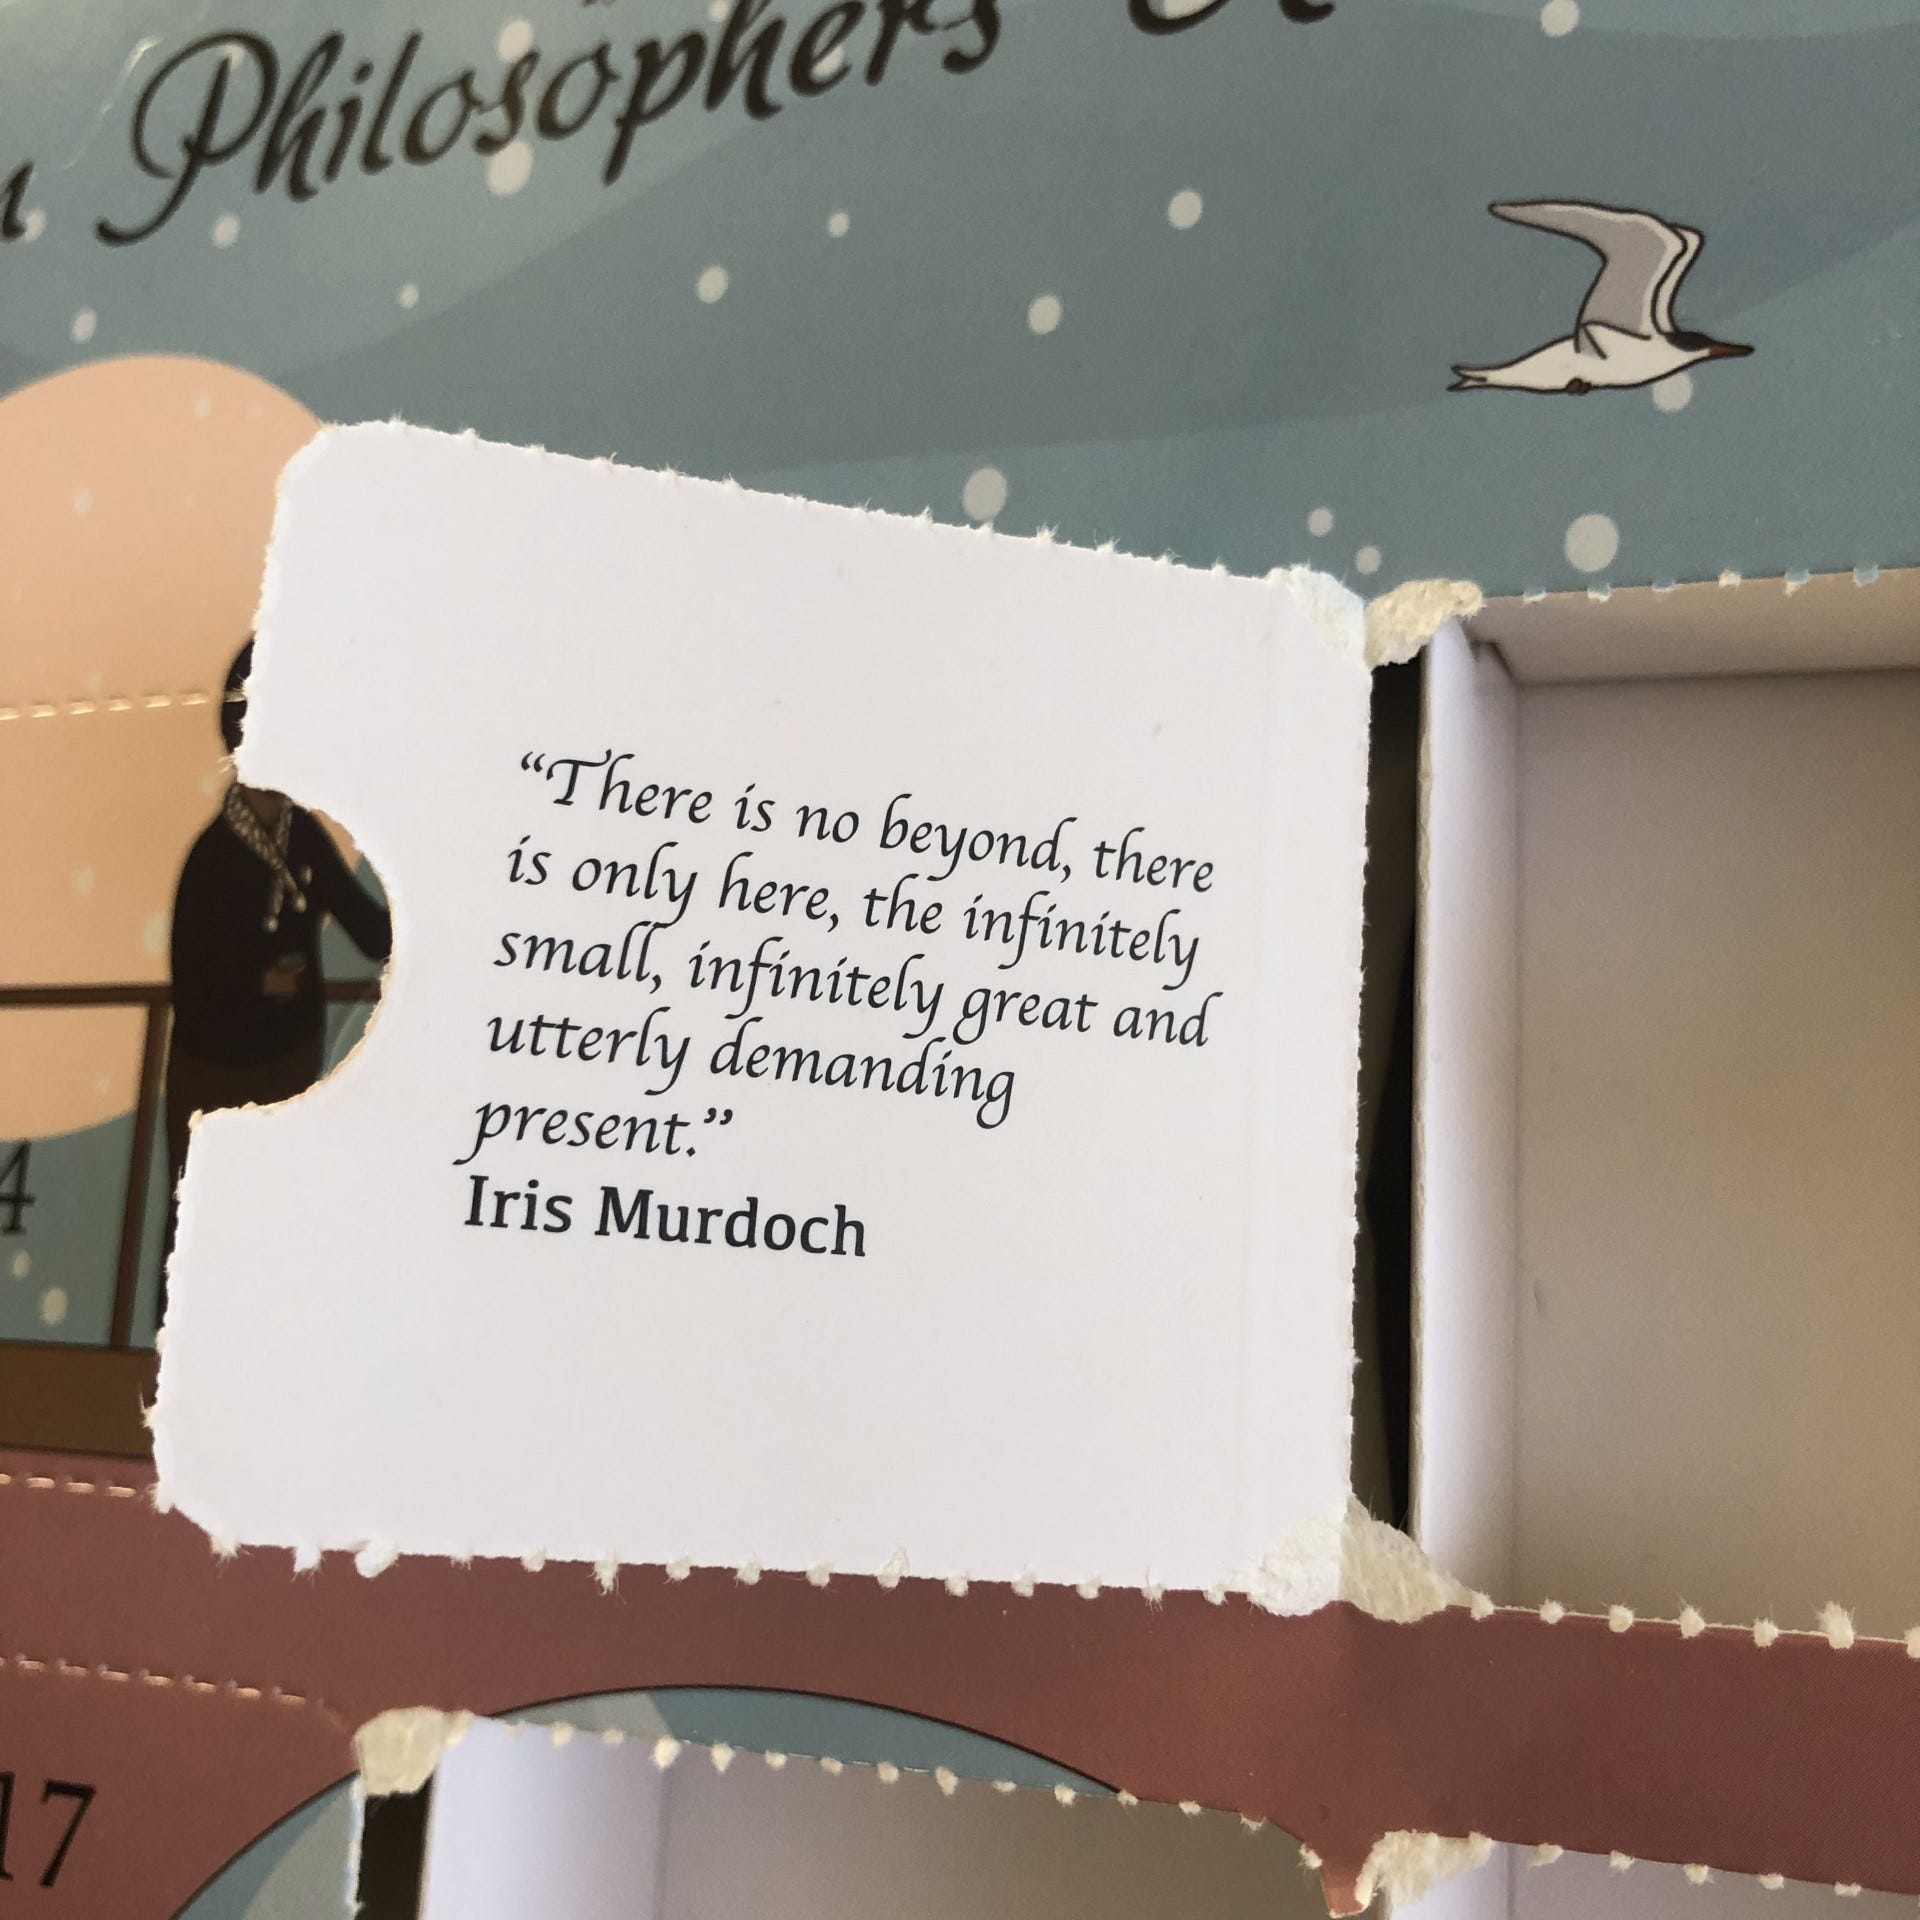 Philosophers
“There is no beyond, there
is only here, the infinitely
small, infinitely great and
utterly demanding
present.”
Iris Murdoch
4
17